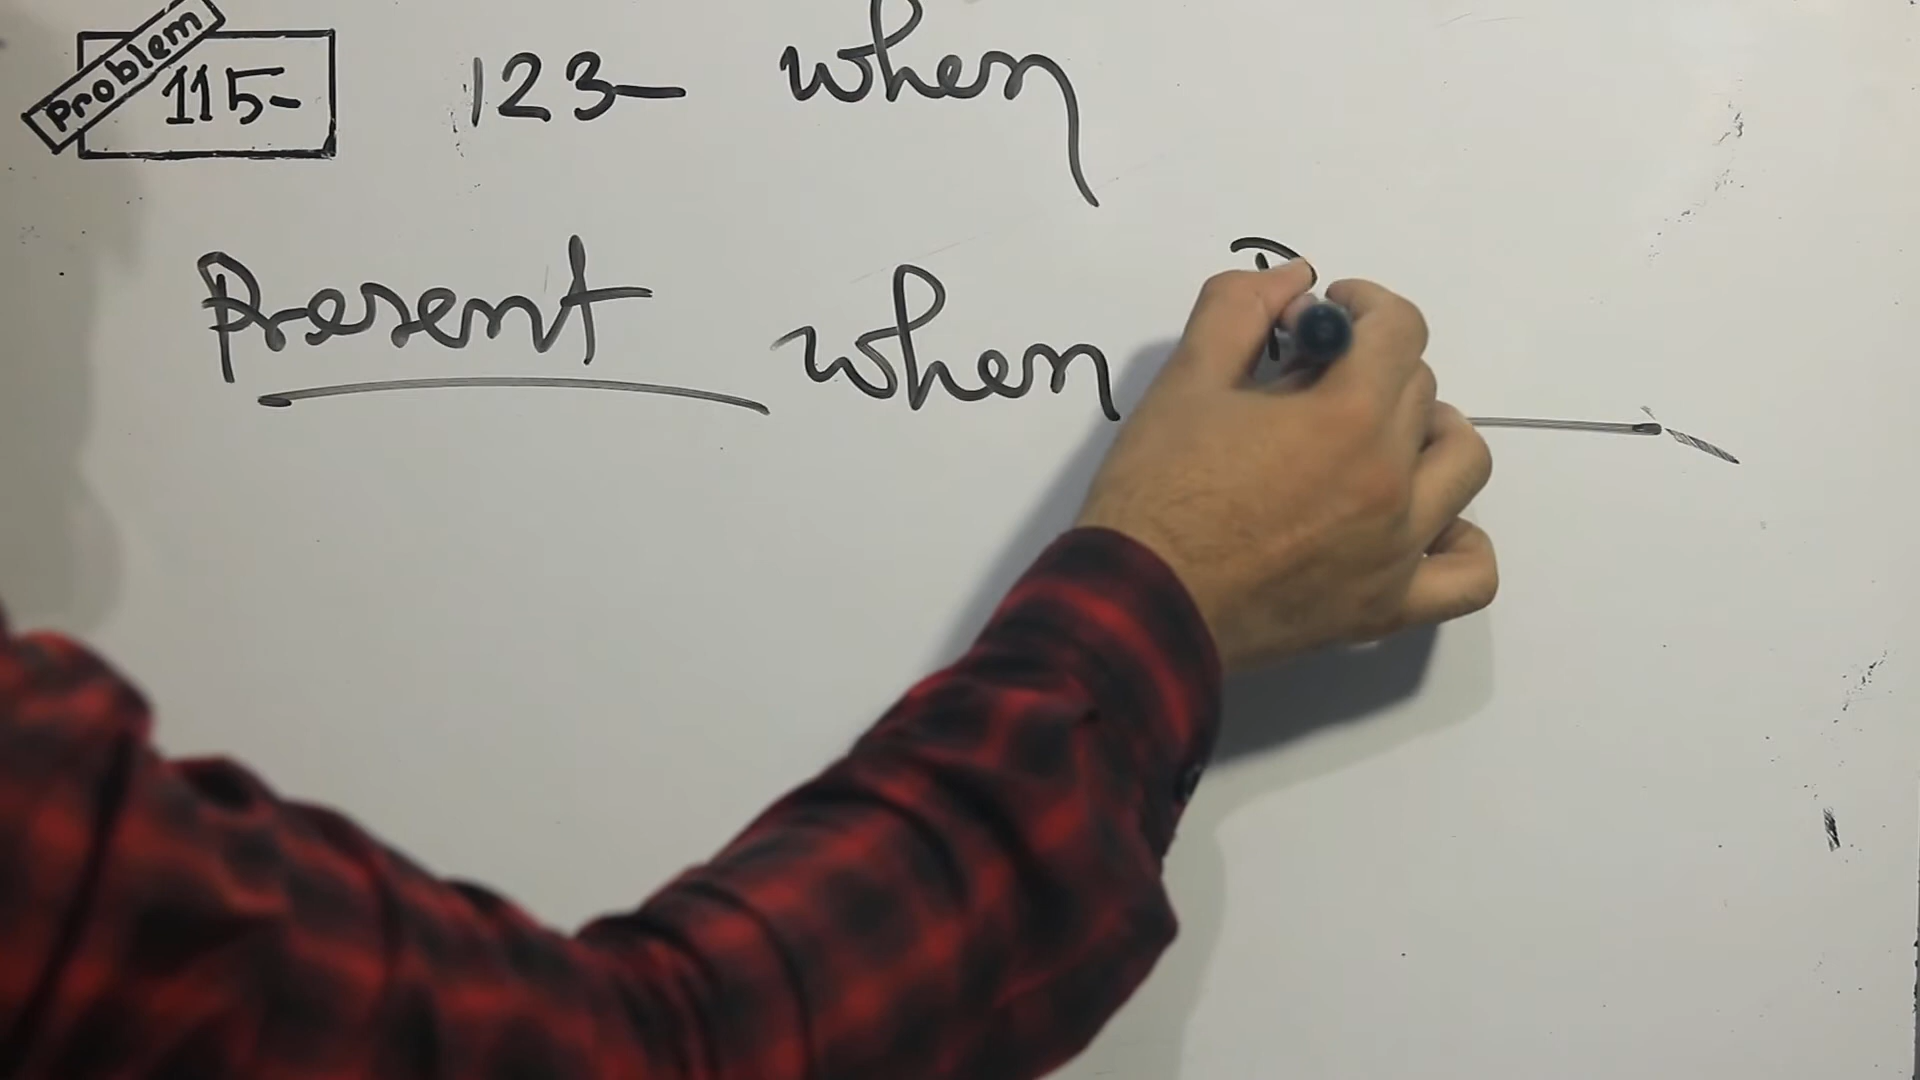 Problem
115- 123- when
Present when